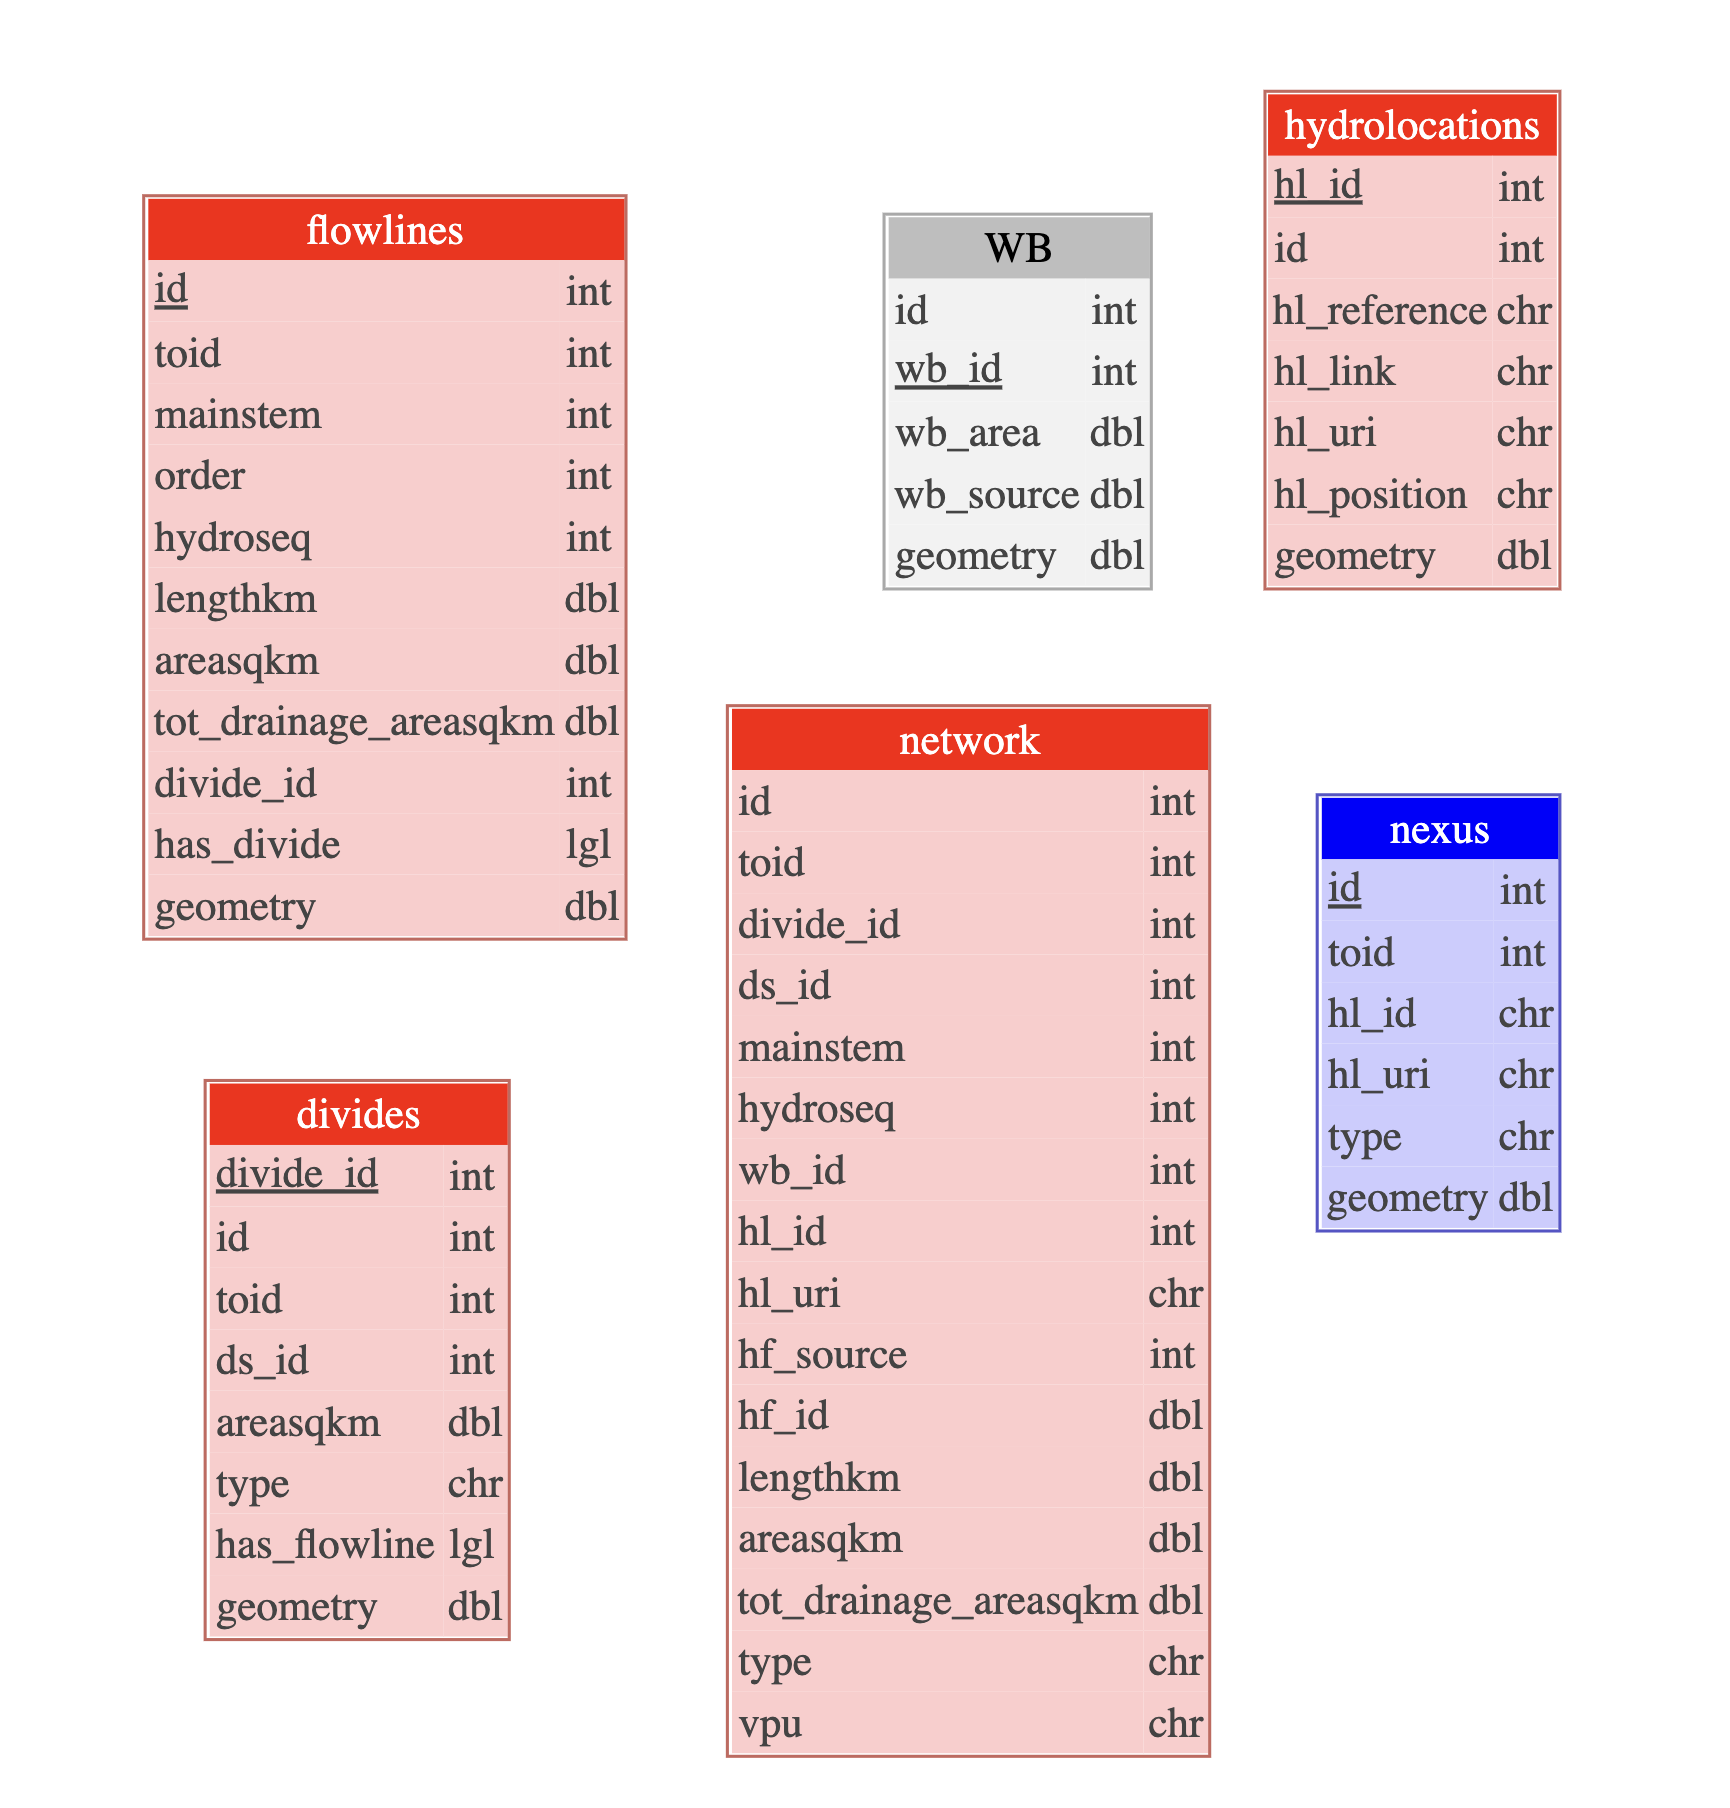 flowlines
id int
toid int
mainstem int
order int
hydroseq int
lengthkm dbl
areasqkm dbl
tot_drainage_areasqkm dbl
divide_id int
has_divide lgl
geometry dbl
WB
id int
wb_id int
wb_area dbl
wb_source dbl
geometry dbl
hydrolocations
hl_id int
id int
hl_reference chr
hl_link chr
hl_uri chr
hl_position chr
geometry dbl
divides
divide_id int
id int
toid int
ds_id int
areasqkm dbl
type chr
has_flowline lgl
geometry dbl
network
id int
toid int
divide_id int
ds_id int
mainstem int
hydroseq int
wb_id int
hl_id int
hl_uri chr
hf_source int
hf_id dbl
lengthkm dbl
areasqkm dbl
tot_drainage_areasqkm dbl
type chr
vpu chr
nexus
id int
toid int
hl_id chr
hl_uri chr
type chr
geometry dbl